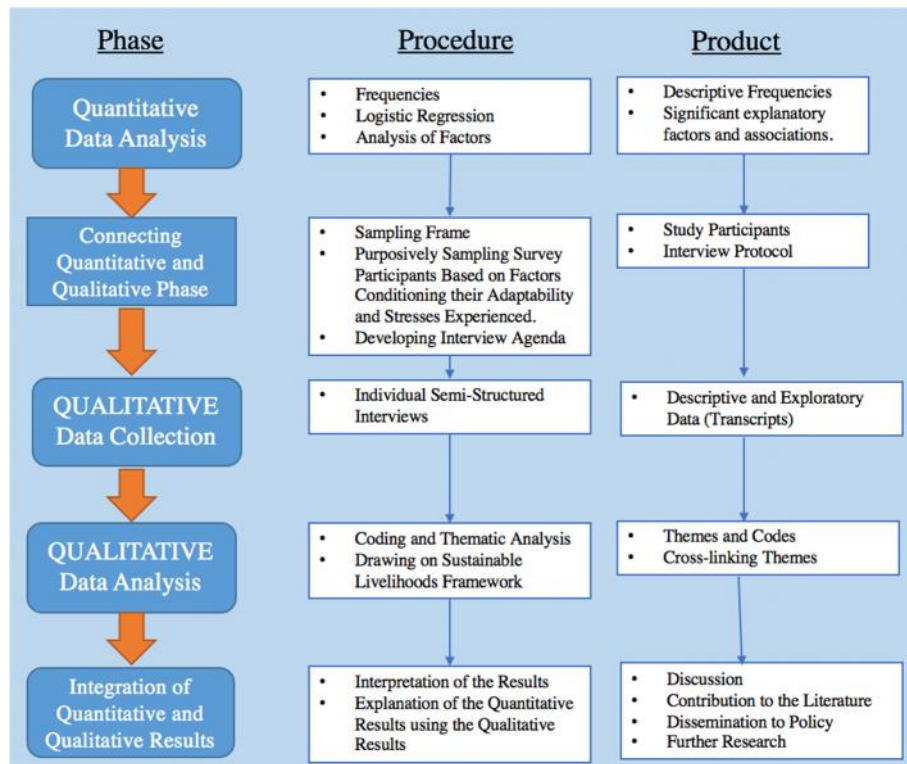 Phase
Procedure
Product
Quantitative
Data Analysis
• Frequencies
• Logistic Regression
• Analysis of Factors
• Descriptive Frequencies
• Significant explanatory
factors and associations.
Connecting
Quantitative and
Qualitative Phase
• Sampling Frame
• Purposively Sampling Survey
Participants Based on Factors
Conditioning their Adaptability
and Stresses Experienced.
• Developing Interview Agenda
• Study Participants
• Interview Protocol
QUALITATIVE
Data Collection
• Individual Semi-Structured
Interviews
• Descriptive and Exploratory
Data (Transcripts)
QUALITATIVE
Data Analysis
• Coding and Thematic Analysis
• Drawing on Sustainable
Livelihoods Framework
• Themes and Codes
• Cross-linking Themes
Integration of
Quantitative and
Qualitative Results
• Interpretation of the Results
• Explanation of the Quantitative
Results using the Qualitative
Results
• Discussion
• Contribution to the Literature
• Dissemination to Policy
• Further Research